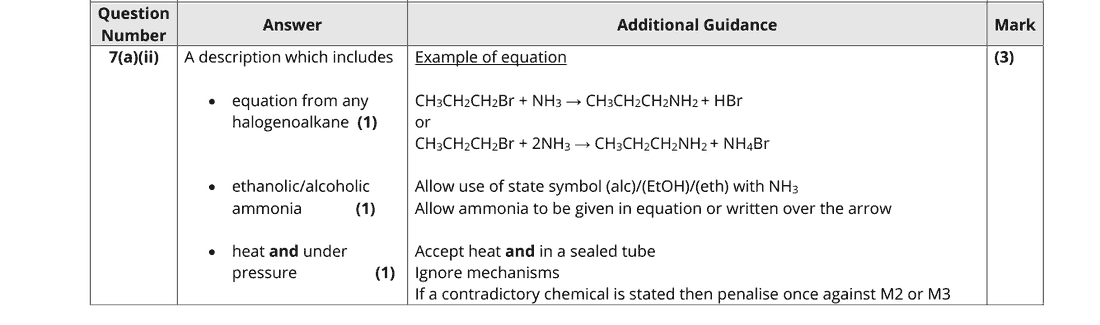 Question Number
Answer
Additional Guidance
Mark
7(a)(ii)
A description which includes
Example of equation
(3)
• equation from any
halogenoalkane (1)
CH₃CH₂CH₂Br + NH₃ → CH₃CH₂CH₂NH₂ + HBr
or
CH₃CH₂CH₂Br + 2NH₃ → CH₃CH₂CH₂NH₂ + NH₄Br
• ethanolic/alcoholic
ammonia (1)
Allow use of state symbol (alc)/(EtOH)/(eth) with NH₃
Allow ammonia to be given in equation or written over the arrow
• heat and under
pressure (1)
Accept heat and in a sealed tube
Ignore mechanisms
If a contradictory chemical is stated then penalise once against M2 or M3